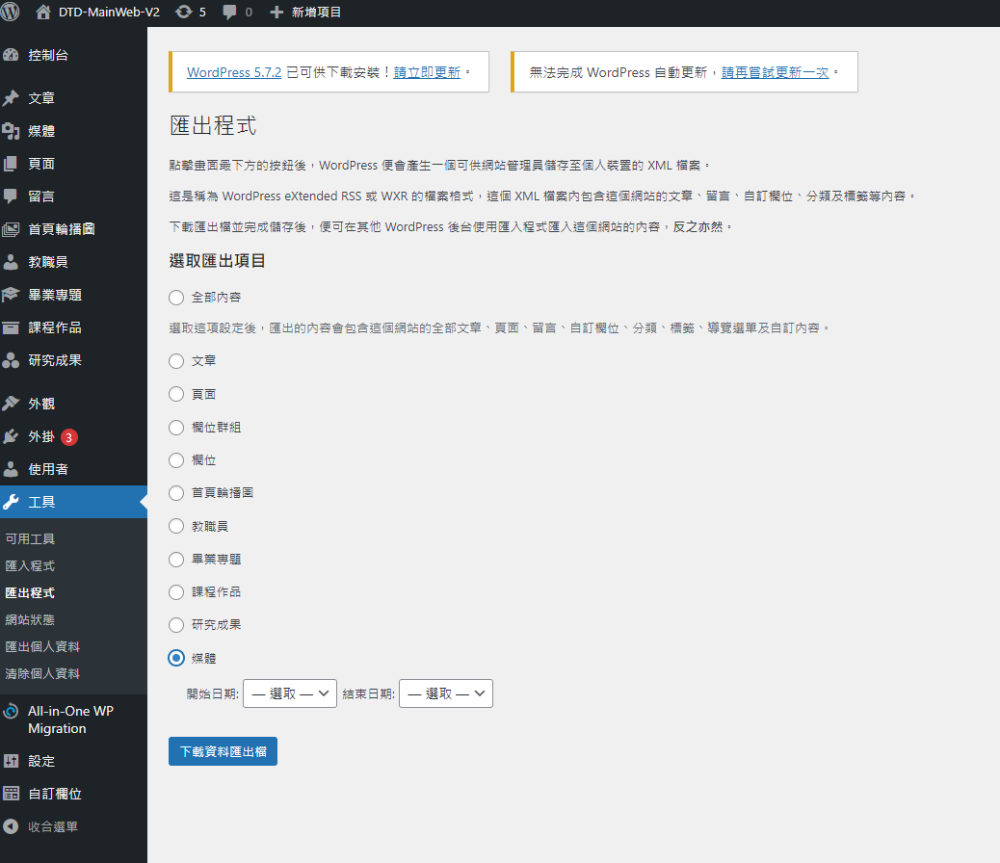 DTD-MainWeb-V2 5 0 新增項目
控制台
文章
媒體
頁面
留言
首頁輪播圖
教職員
畢業專題
課程作品
研究成果
外觀
外掛 3
使用者
工具
可用工具
匯入程式
匯出程式
網站狀態
匯出個人資料
清除個人資料
All-in-One WP
Migration
設定
自訂欄位
收合選單
WordPress 5.7.2 已可供下載安裝！請立即更新。
無法完成 WordPress 自動更新，請再嘗試更新一次。
匯出程式
點擊畫面最下方的按鈕後，WordPress 便會產生一個可供網站管理員儲存至個人裝置的 XML 檔案。
這是稱為 WordPress eXtended RSS 或 WXR 的檔案格式，這個 XML 檔案內包含這個網站的文章、留言、自訂欄位、分類及標籤等內容。
下載匯出檔並完成儲存後，便可在其他 WordPress 後台使用匯入程式匯入這個網站的內容，反之亦然。
選取匯出項目
全部內容
選取這項設定後，匯出的內容會包含這個網站的全部文章、頁面、留言、自訂欄位、分類、標籤、導覽選單及自訂內容。
文章
頁面
欄位群組
欄位
首頁輪播圖
教職員
畢業專題
課程作品
研究成果
媒體
開始日期: — 選取 — 結束日期: — 選取 —
下載資料匯出檔